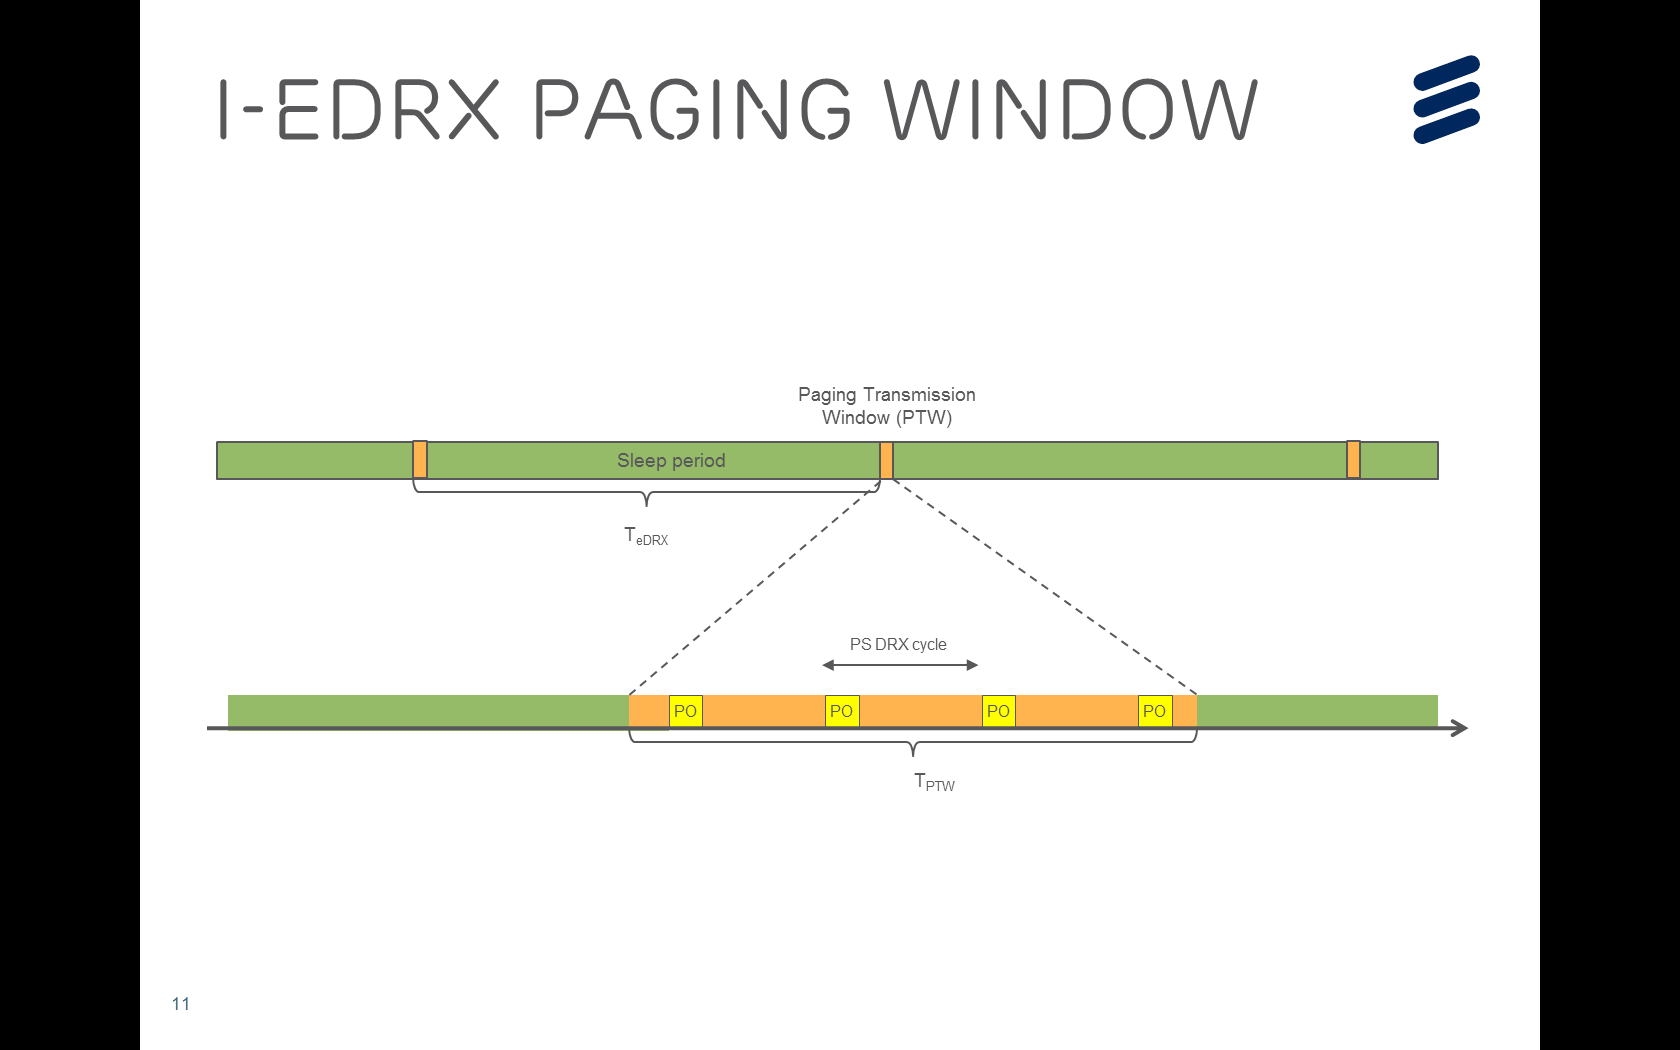 I-EDRX PAGING WINDOW
Paging Transmission
Window (PTW)
Sleep period
TeDRX
PS DRX cycle
PO PO PO PO
TPTW
11